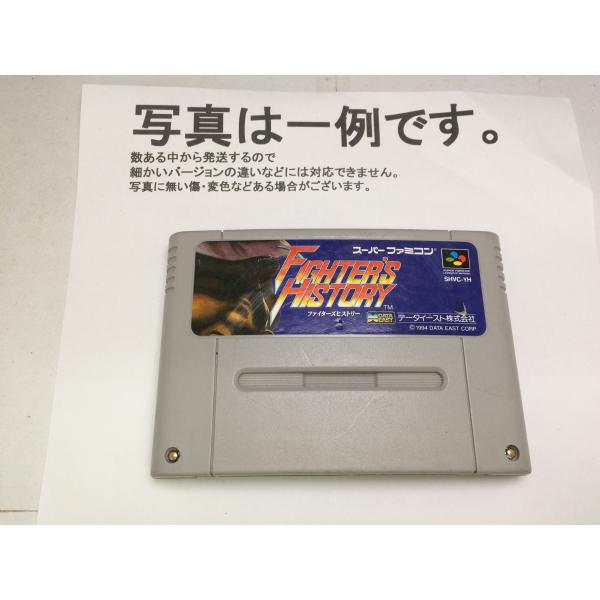 写真は一例です。
数ある中から発送するので
細かいバージョンの違いなどには対応できません。
写真に無い傷・変色などある場合がございます。
スーパーファミコン
SHVC-YH
FIGHTER'S
HISTORY
TM
ファイターズヒストリー
DATA
EAST
データイースト株式会社
© 1994 DATA EAST CORP